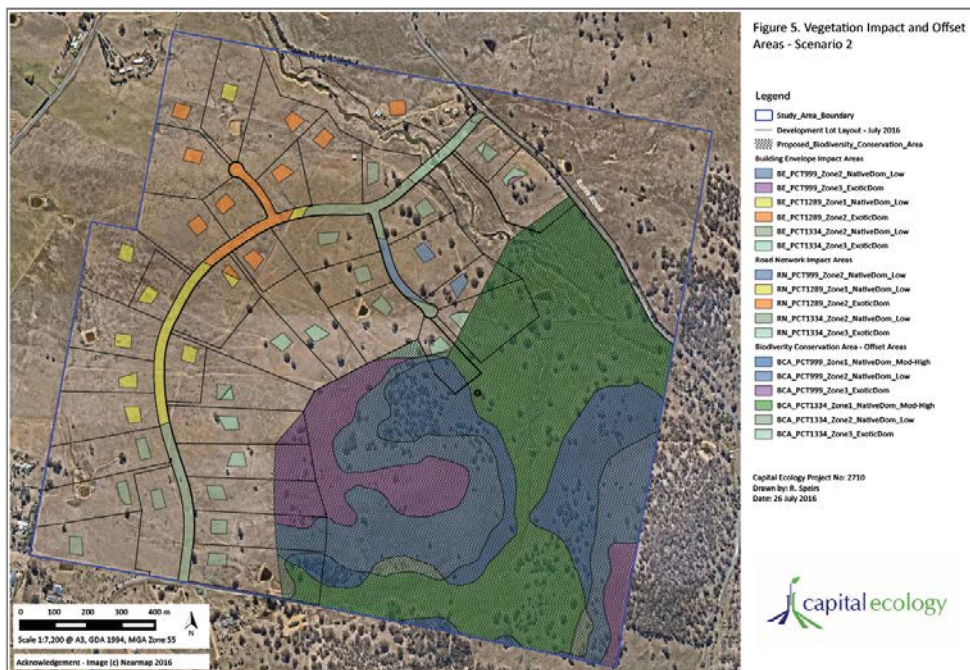 Figure 5. Vegetation Impact and Offset
Areas - Scenario 2
Legend
Study_Area_Boundary
Development Lot Layout - July 2016
Proposed_Biodiversity_Conservation_Area
Building Envelope Impact Areas
BE_PCT999_Zone2_NativeDom_Low
BE_PCT999_Zone3_ExoticDom
BE_PCT1289_Zone1_NativeDom_Low
BE_PCT1289_Zone2_ExoticDom
BE_PCT1334_Zone2_NativeDom_Low
BE_PCT1334_Zone3_ExoticDom
Road Network Impact Areas
RN_PCT999_Zone2_NativeDom_Low
RN_PCT1289_Zone1_NativeDom_Low
RN_PCT1289_Zone2_ExoticDom
RN_PCT1334_Zone2_NativeDom_Low
RN_PCT1334_Zone3_ExoticDom
Biodiverity Conservation Area - Offset Areas
BCA_PCT999_Zone1_NativeDom_Mod-High
BCA_PCT999_Zone2_NativeDom_Low
BCA_PCT999_Zone3_ExoticDom
BCA_PCT1334_Zone1_NativeDom_Mod-High
BCA_PCT1334_Zone2_NativeDom_Low
BCA_PCT1334_Zone3_ExoticDom
Capital Ecology Project No: 2710
Drawn by: R. Speirs
Date: 26 July 2016
capital ecology
Road
0 100 200 300 400 m
N
Scale 1:7,200 @ A3, GDA 1994, MGA Zone 55
Acknowledgement - Image (c) Nearmap 2016